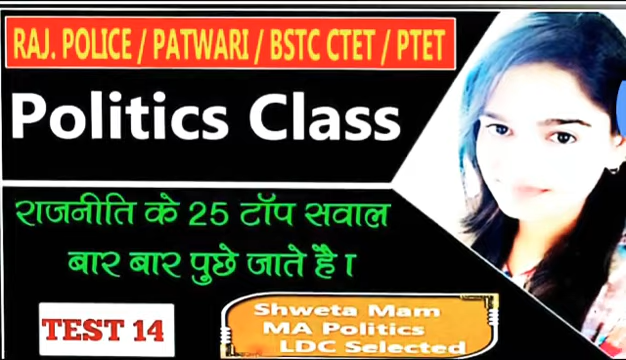 RAJ. POLICE / PATWARI / BSTC CTET / PTET
Politics Class
राजनीति के 25 टॉप सवाल
बार बार पुछे जाते है ।
TEST 14
Shweta Mam
MA Politics
LDC Selected